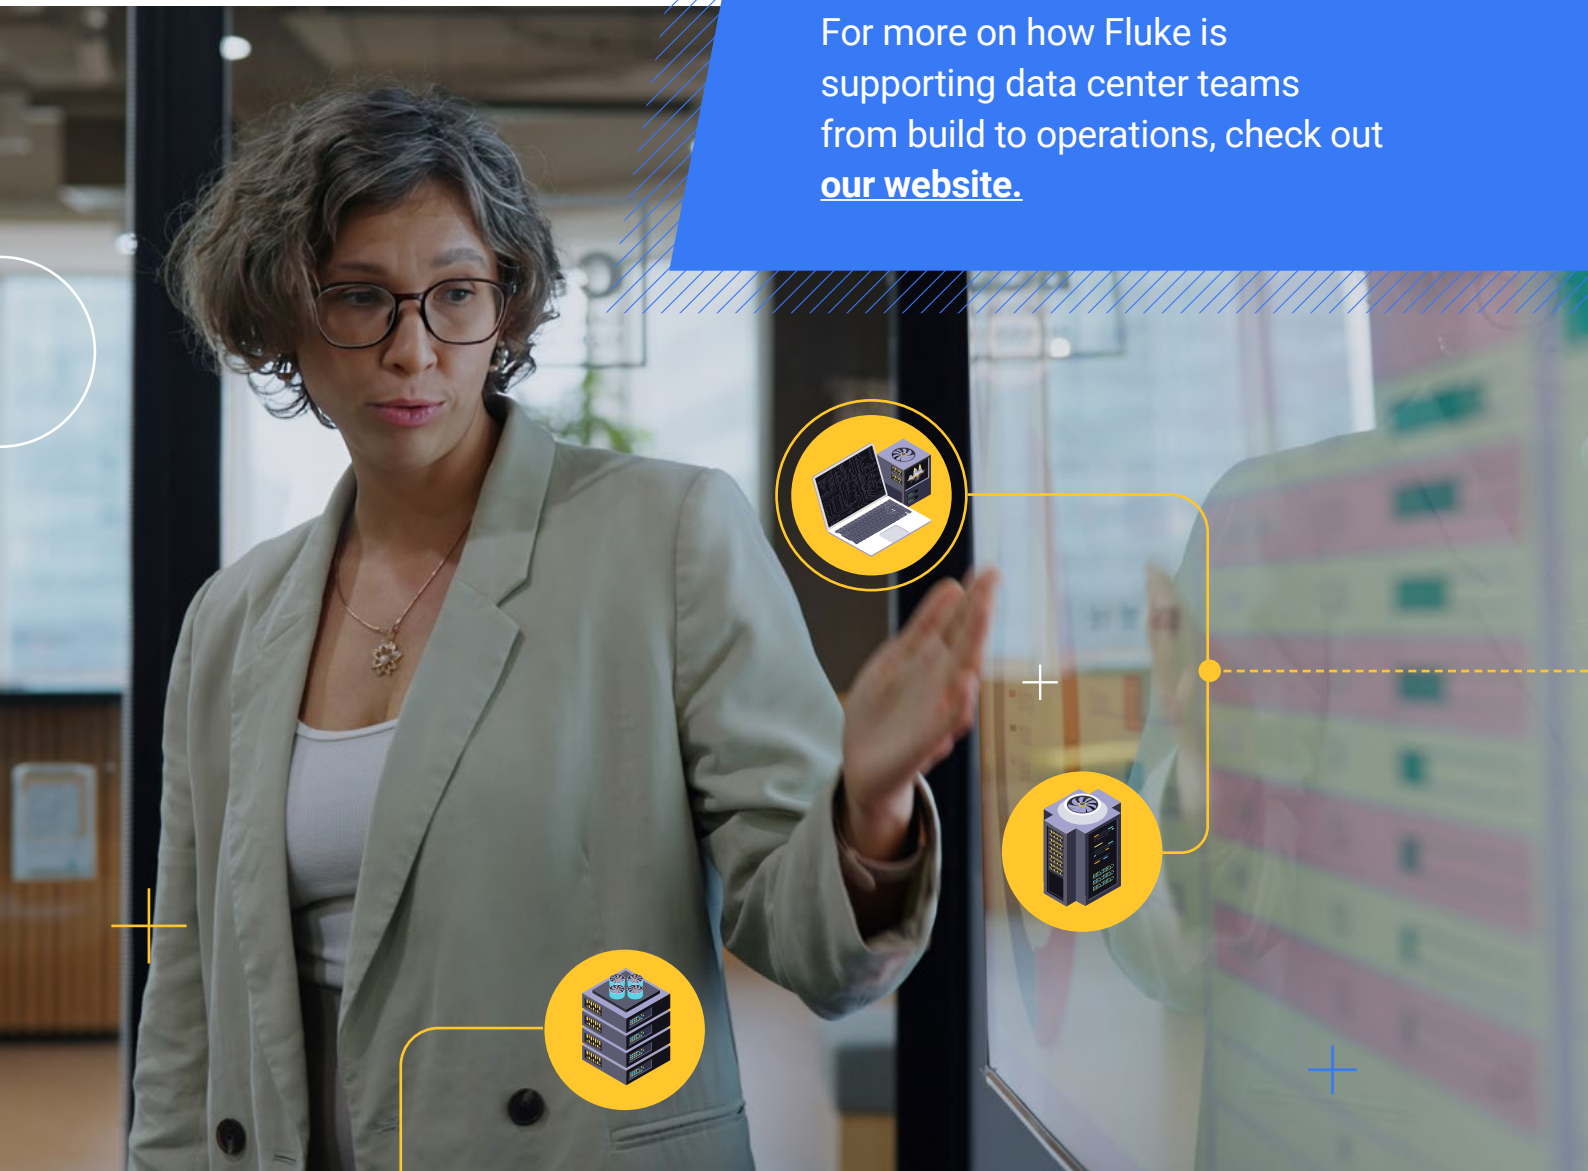 For more on how Fluke is
supporting data center teams
from build to operations, check out
our website.